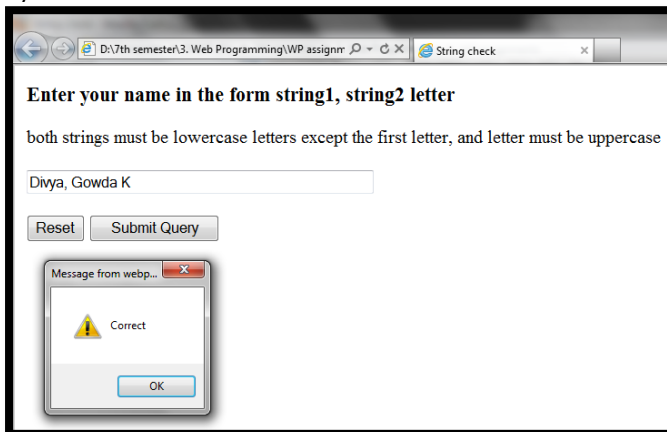 D:\7th semester\3. Web Programming\WP assignm
String check
Enter your name in the form string1, string2 letter
both strings must be lowercase letters except the first letter, and letter must be uppercase
Divya, Gowda K
Reset Submit Query
Message from webp...
Correct
OK